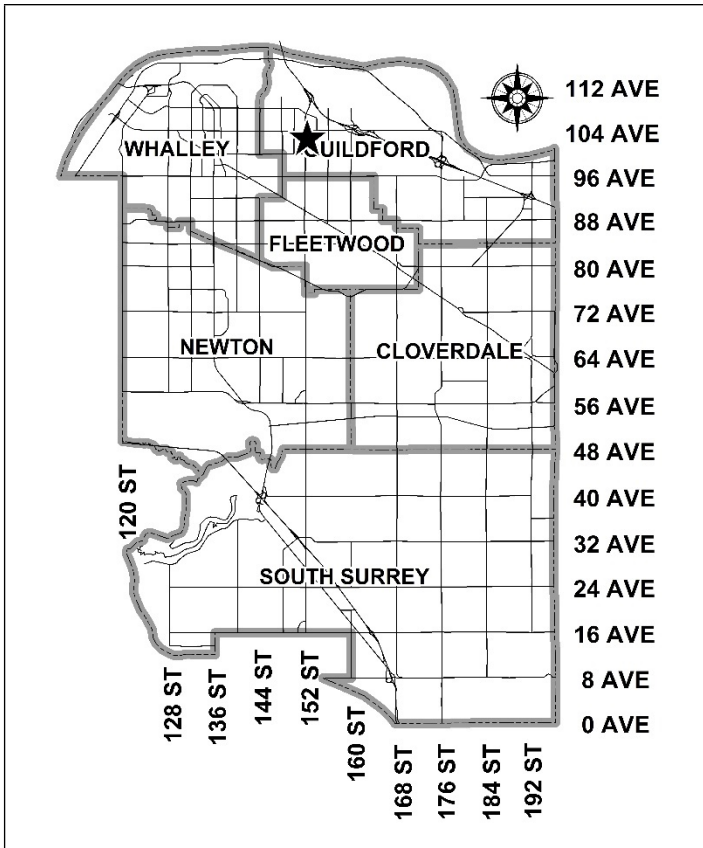 112 AVE
104 AVE
WHALLEY
GUILDFORD
96 AVE
88 AVE
FLEETWOOD
80 AVE
72 AVE
NEWTON
CLOVERDALE
64 AVE
56 AVE
48 AVE
120 ST
40 AVE
32 AVE
SOUTH SURREY
24 AVE
16 AVE
8 AVE
0 AVE
128 ST
136 ST
144 ST
152 ST
160 ST
168 ST
176 ST
184 ST
192 ST